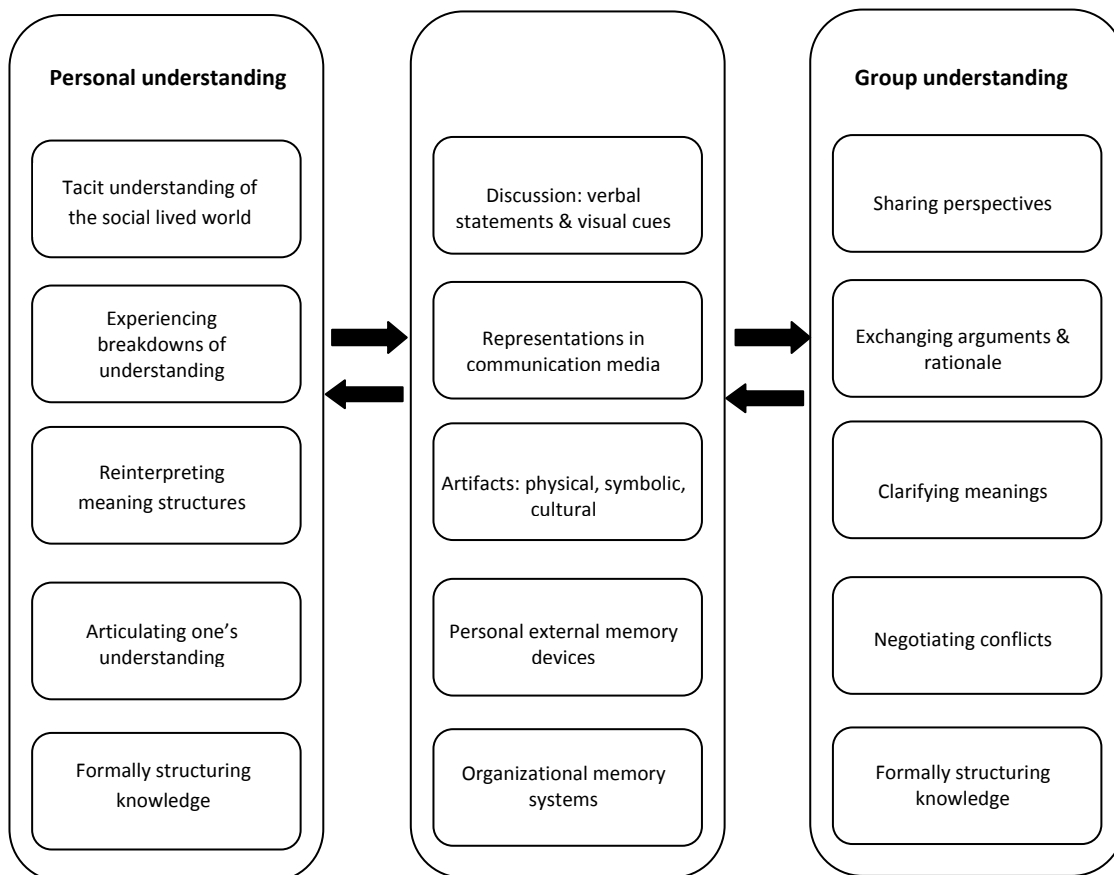 Personal understanding
Tacit understanding of
the social lived world
Experiencing
breakdowns of
understanding
Reinterpreting
meaning structures
Articulating one’s
understanding
Formally structuring
knowledge
Discussion: verbal
statements & visual cues
Representations in
communication media
Artifacts: physical, symbolic,
cultural
Personal external memory
devices
Organizational memory
systems
Group understanding
Sharing perspectives
Exchanging arguments &
rationale
Clarifying meanings
Negotiating conflicts
Formally structuring
knowledge